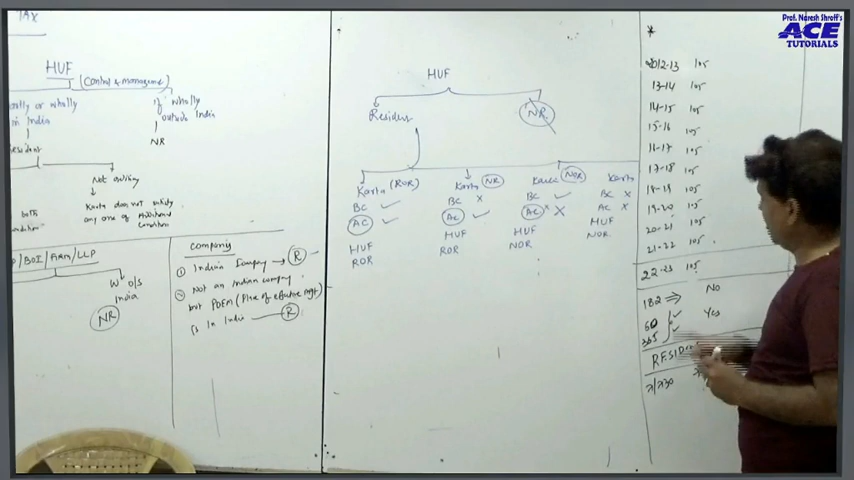 TAX
HUF
(Control & management)
partly or wholly
in India
Resident
if wholly
outside India
NR
Not ordinary
Karta does not satisfy
any one of Additional
Condition
both
/BOI/FIRM/LLP
W O/S
India
NR
Companies
① Indian Company → R
② Not an Indian company
but POEM (Place of effective mgt)
is In India — R
HUF
Resident
NR
Karta (ROR)
BC ✓
AC ✓
HUF
ROR
Karta NR
BC ×
AC ✓
HUF
ROR
Karta NOR
BC ✓
AC × ×
HUF
NOR
Karta
BC ×
AC ×
HUF
NOR
*
2012-13 105
13-14 105
14-15 105
15-16 105
16-17 105
17-18 105
18-19 105
19-20 105
20-21 105
21-22 105
22-23 105
182 ⇒ No
60 ✓ Yes
365 ✓
Prof. Naresh Shroff's
ACE
TUTORIALS